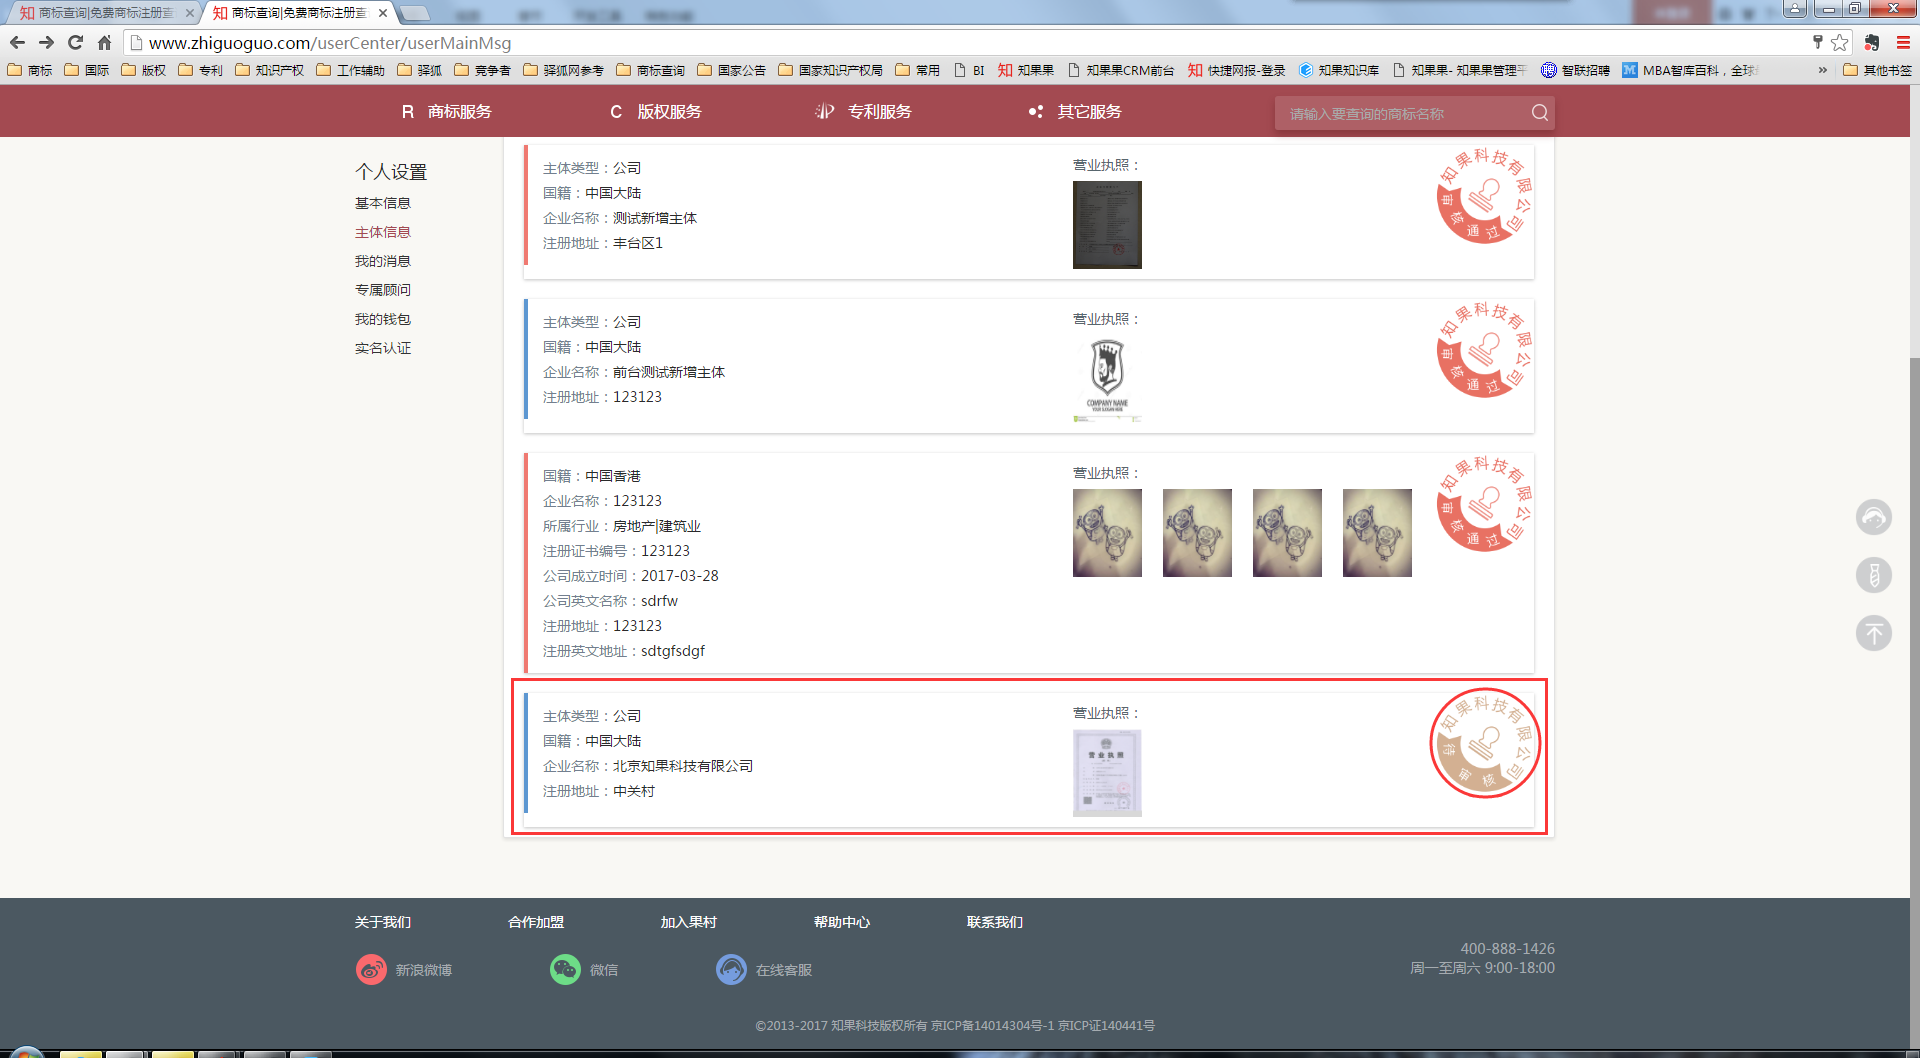 知 商标查询|免费商标注册查
知 商标查询|免费商标注册查
www.zhiguoguo.com/userCenter/userMainMsg
商标 国际 版权 专利 知识产权 工作辅助 驿狐 竞争者 驿狐网参考 商标查询 国家公告 国家知识产权局 常用 BI 知 知果果 知果果CRM前台 知 快捷网报-登录 知果知识库 知果果- 知果果管理平 智联招聘 M MBA智库百科，全球 » 其他书签
R 商标服务 C 版权服务 专利服务 其它服务 请输入要查询的商标名称
个人设置
基本信息
主体信息
我的消息
专属顾问
我的钱包
实名认证
主体类型：公司
国籍：中国大陆
企业名称：测试新增主体
注册地址：丰台区1
营业执照：
知果科技有限公司
审核通过
主体类型：公司
国籍：中国大陆
企业名称：前台测试新增主体
注册地址：123123
营业执照：
COMPANY NAME
知果科技有限公司
审核通过
国籍：中国香港
企业名称：123123
所属行业：房地产|建筑业
注册证书编号：123123
公司成立时间：2017-03-28
公司英文名称：sdrfw
注册地址：123123
注册英文地址：sdtgfsdgf
营业执照：
知果科技有限公司
审核通过
主体类型：公司
国籍：中国大陆
企业名称：北京知果科技有限公司
注册地址：中关村
营业执照：
营业执照
知果科技有限公司
待审核
关于我们 合作加盟 加入果村 帮助中心 联系我们
新浪微博 微信 在线客服
400-888-1426
周一至周六 9:00-18:00
©2013-2017 知果科技版权所有 京ICP备14014304号-1 京ICP证140441号